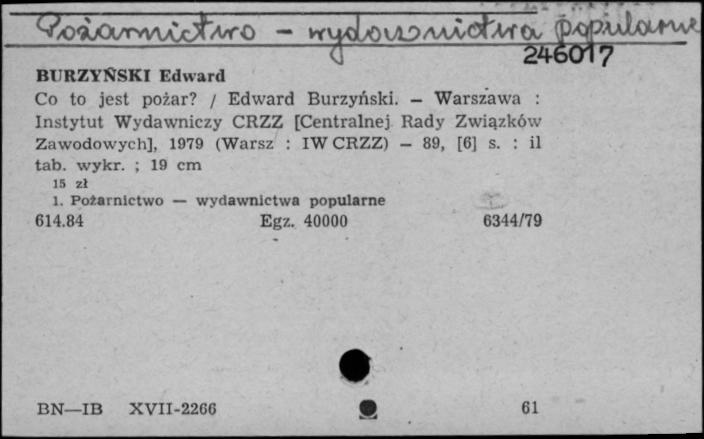 Pożarnictwo – wydawnictwa popularne
246017
BURZYŃSKI Edward
Co to jest pożar? / Edward Burzyński. — Warszawa :
Instytut Wydawniczy CRZZ [Centralnej Rady Związków
Zawodowych], 1979 (Warsz : IW CRZZ) — 89, [6] s. : il
tab. wykr. ; 19 cm
15 zł
1. Pożarnictwo — wydawnictwa popularne
614.84 Egz. 40000 6344/79
BN—IB XVII-2266 61